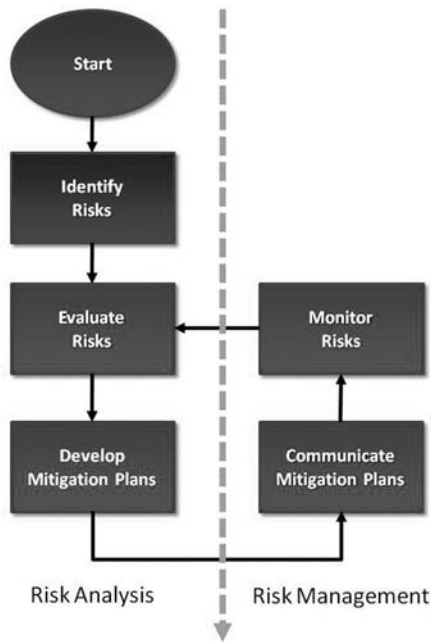 Start
Identify
Risks
Evaluate
Risks
Monitor
Risks
Develop
Mitigation Plans
Communicate
Mitigation Plans
Risk Analysis
Risk Management